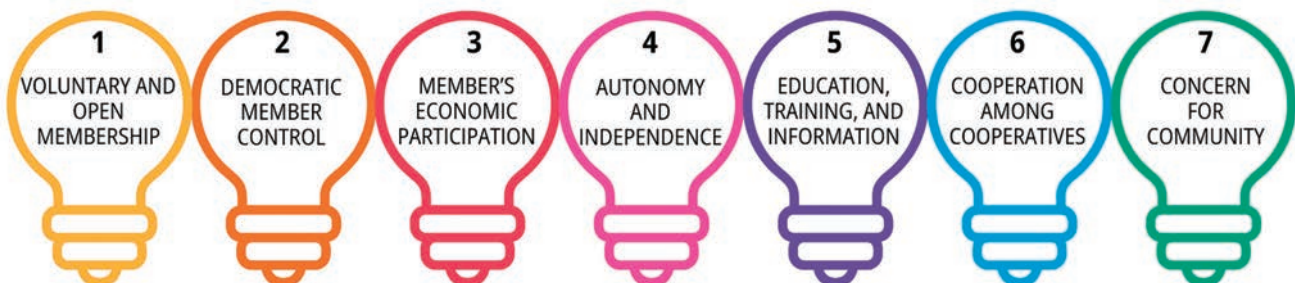 1
VOLUNTARY AND
OPEN
MEMBERSHIP
2
DEMOCRATIC
MEMBER
CONTROL
3
MEMBER'S
ECONOMIC
PARTICIPATION
4
AUTONOMY
AND
INDEPENDENCE
5
EDUCATION,
TRAINING, AND
INFORMATION
6
COOPERATION
AMONG
COOPERATIVES
7
CONCERN
FOR
COMMUNITY